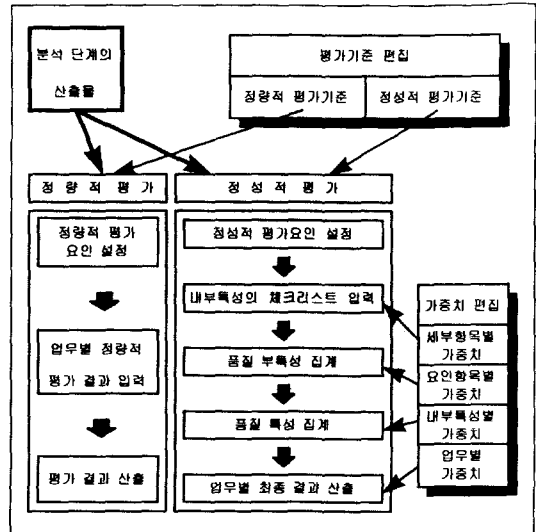 분석 단계의
산출물
평가기준 편집
정량적 평가기준
정성적 평가기준
정 량 적 평 가
정 성 적 평 가
정량적 평가
요인 설정
업무별 정량적
평가 결과 입력
평가 결과 산출
정성적 평가요인 설정
내부특성의 체크리스트 입력
품질 부특성 집계
품질 특성 집계
업무별 최종 결과 산출
가중치 편집
세부항목별
가중치
요인항목별
가중치
내부특성별
가중치
업무별
가중치